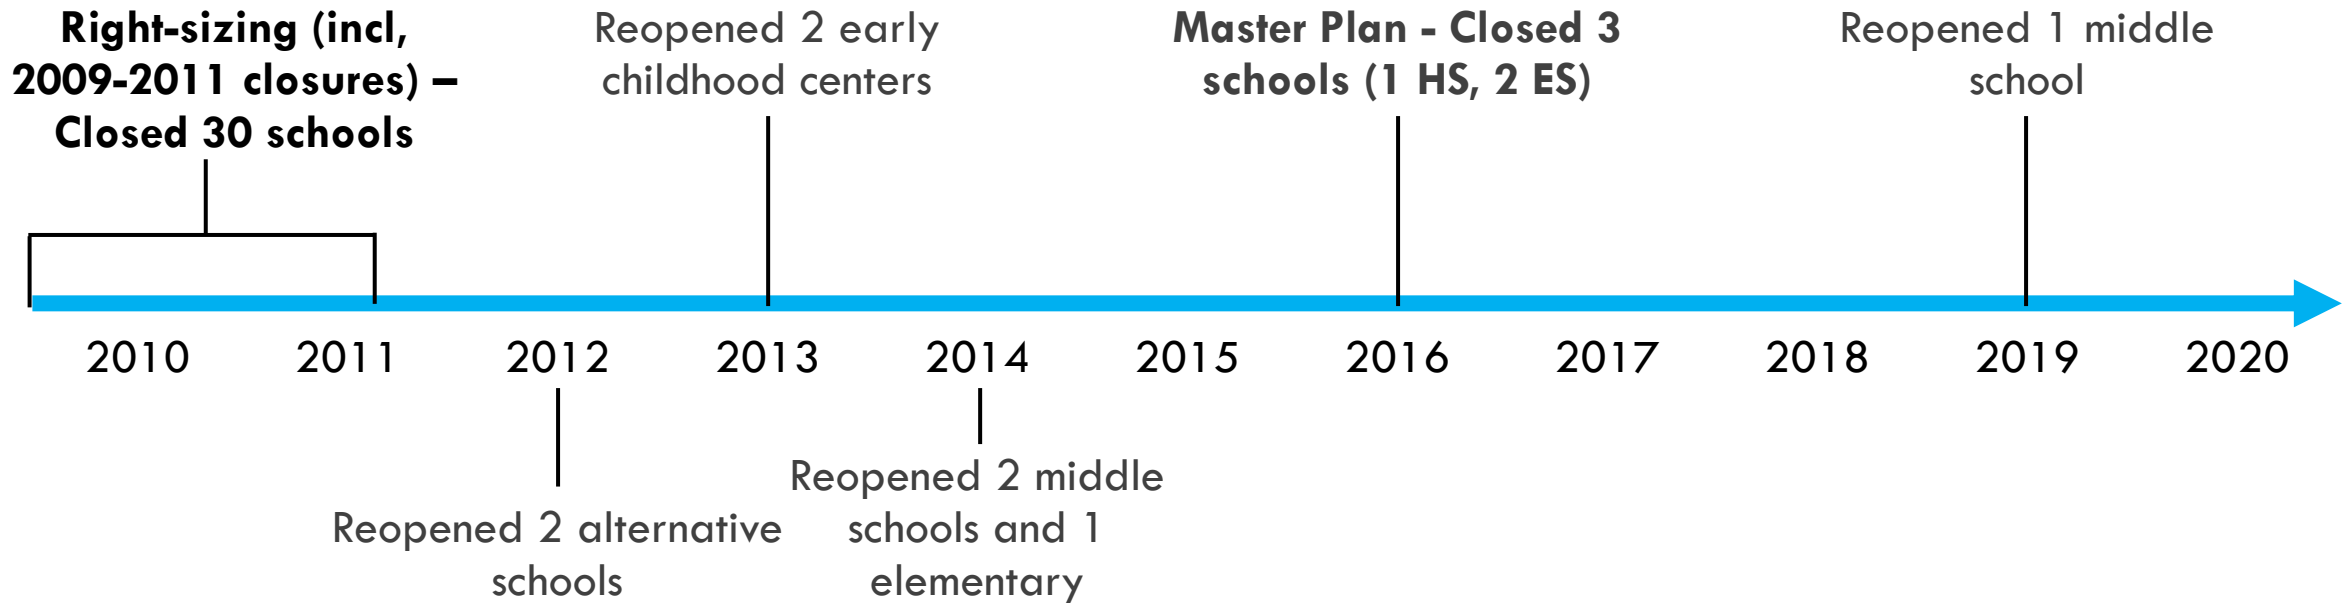 Right-sizing (incl,
2009-2011 closures) –
Closed 30 schools
Reopened 2 early
childhood centers
Master Plan - Closed 3
schools (1 HS, 2 ES)
Reopened 1 middle
school
2010 2011 2012 2013 2014 2015 2016 2017 2018 2019 2020
Reopened 2 alternative
schools
Reopened 2 middle
schools and 1
elementary